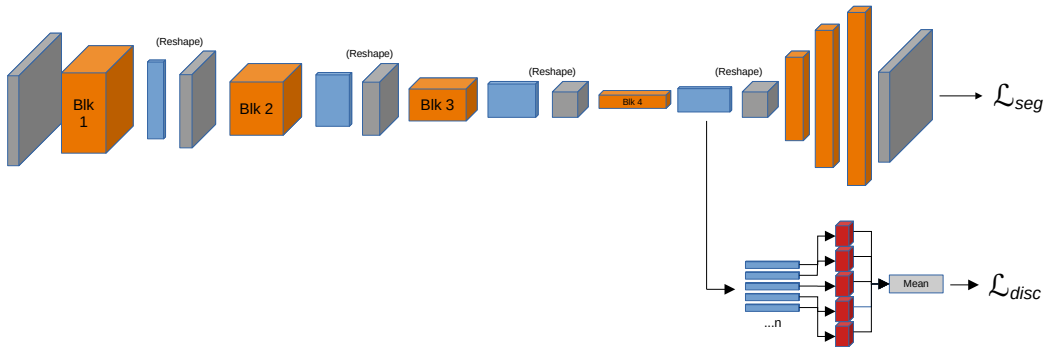 (Reshape)
(Reshape)
(Reshape)
(Reshape)
Blk
1
Blk 2
Blk 3
Blk 4
ℒseg
...n
Mean
ℒdisc